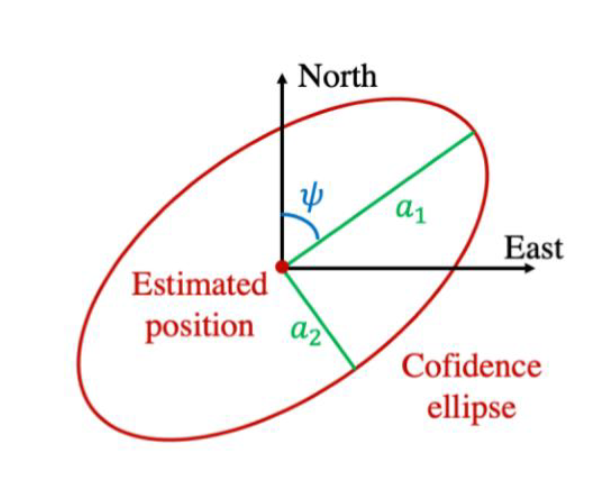 North
ψ
a₁
East
Estimated
position
a₂
Cofidence
ellipse